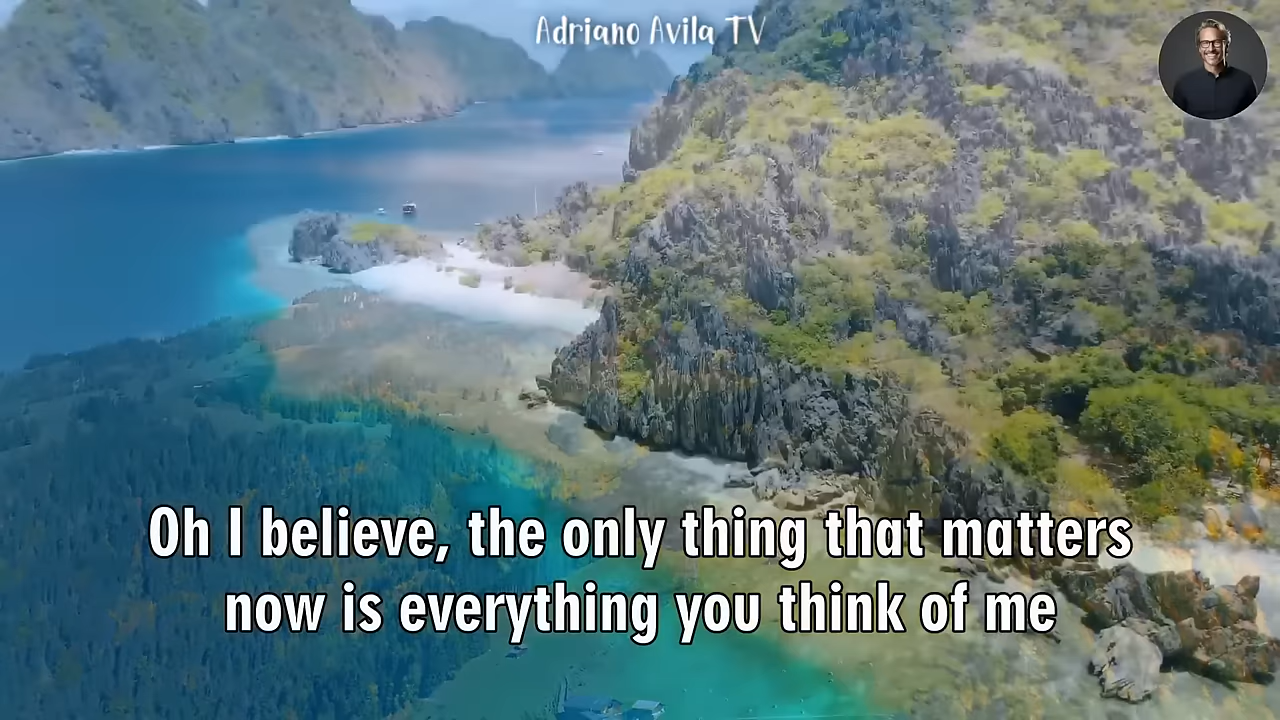 Adriano Avila TV
Oh I believe, the only thing that matters
now is everything you think of me